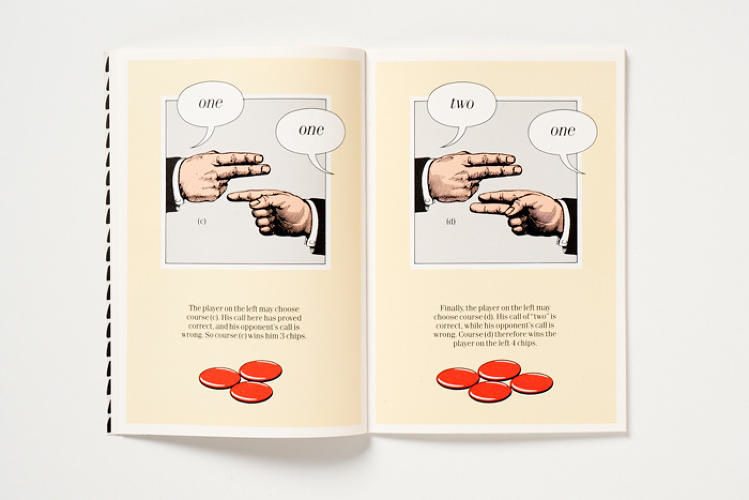 one
one
(c)
The player on the left may choose
course (c). His call here has proved
correct, and his opponent's call is
wrong. So course (c) wins him 3 chips.
two
one
(d)
Finally, the player on the left may
choose course (d). His call of "two" is
correct, while his opponent's call is
wrong. Course (d) therefore wins the
player on the left 4 chips.